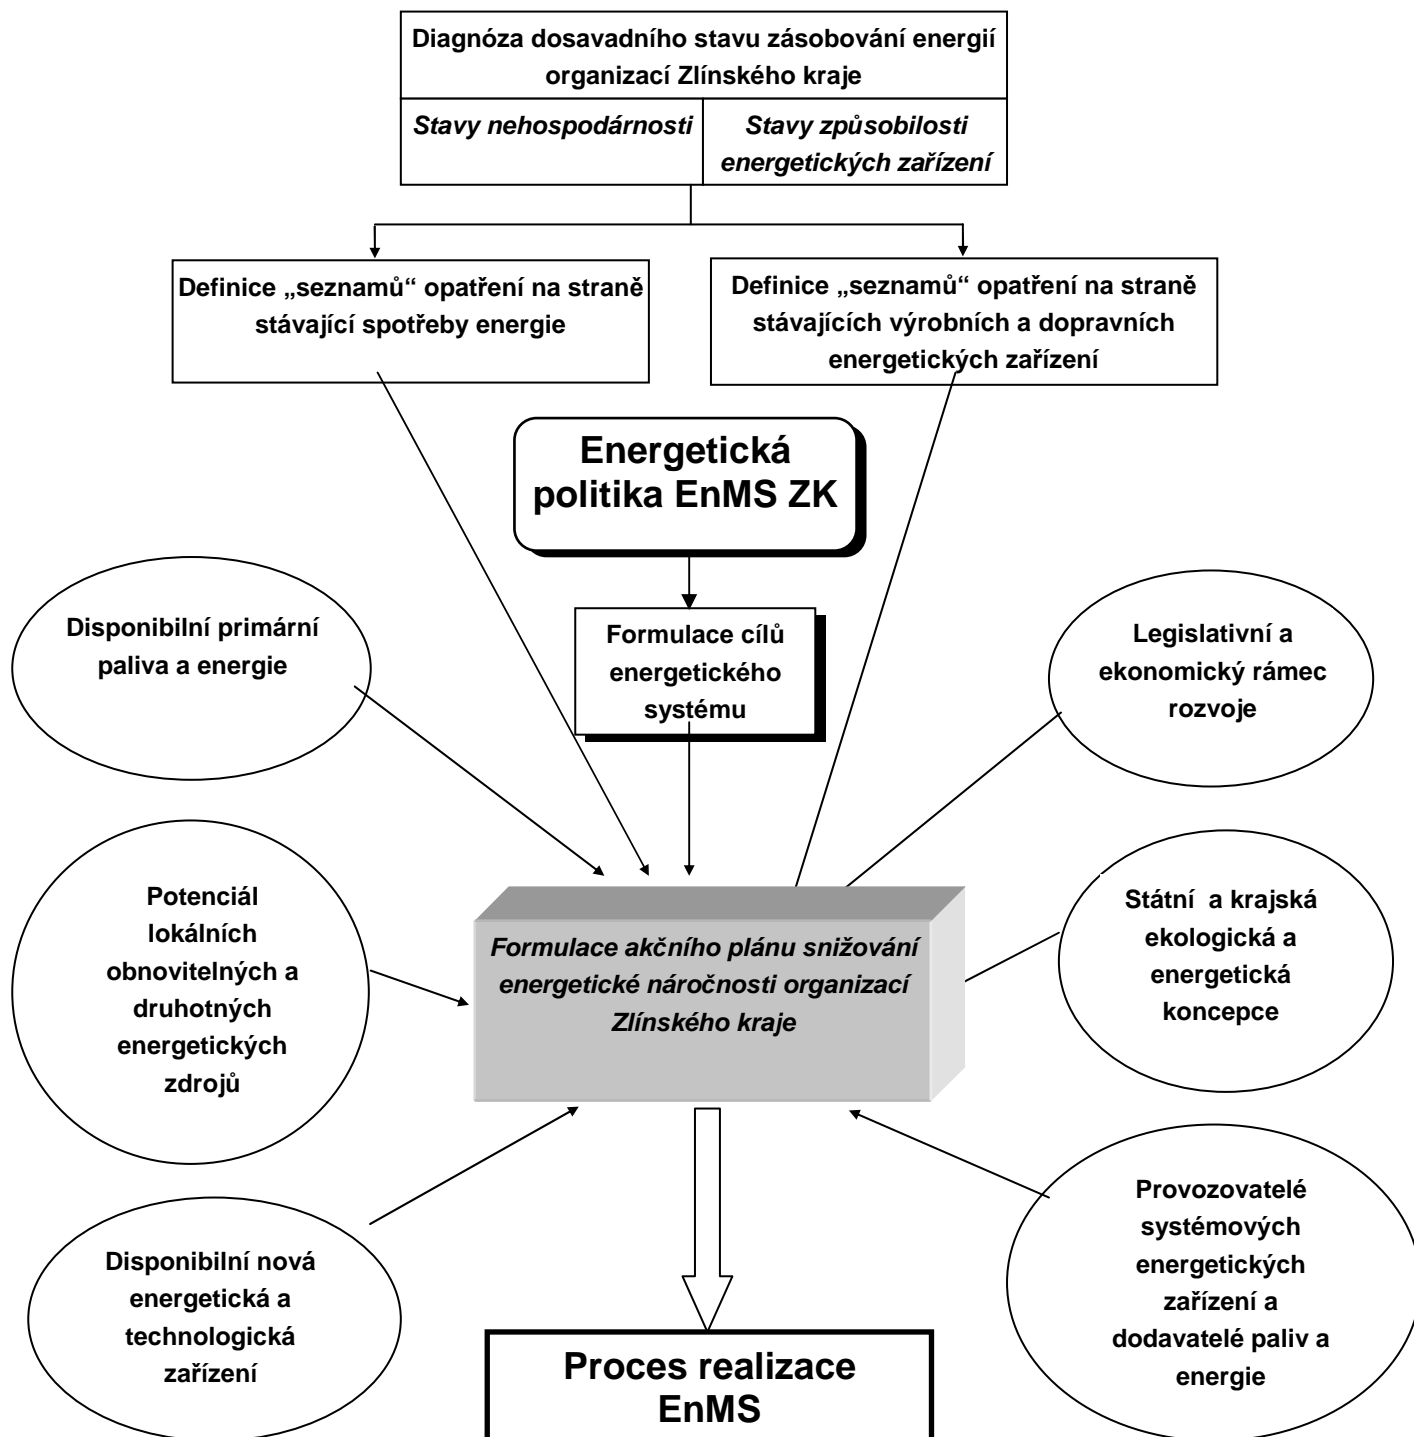 Diagnóza dosavadního stavu zásobování energií
organizací Zlínského kraje
Stavy nehospodárnosti
Stavy způsobilosti
energetických zařízení
Definice „seznamů“ opatření na straně
stávající spotřeby energie
Definice „seznamů“ opatření na straně
stávajících výrobních a dopravních
energetických zařízení
Energetická
politika EnMS ZK
Formulace cílů
energetického
systému
Disponibilní primární
paliva a energie
Legislativní a
ekonomický rámec
rozvoje
Potenciál
lokálních
obnovitelných a
druhotných
energetických
zdrojů
Formulace akčního plánu snižování
energetické náročnosti organizací
Zlínského kraje
Státní  a krajská
ekologická a
energetická
koncepce
Disponibilní nová
energetická a
technologická
zařízení
Provozovatelé
systémových
energetických
zařízení a
dodavatelé paliv a
energie
Proces realizace
EnMS